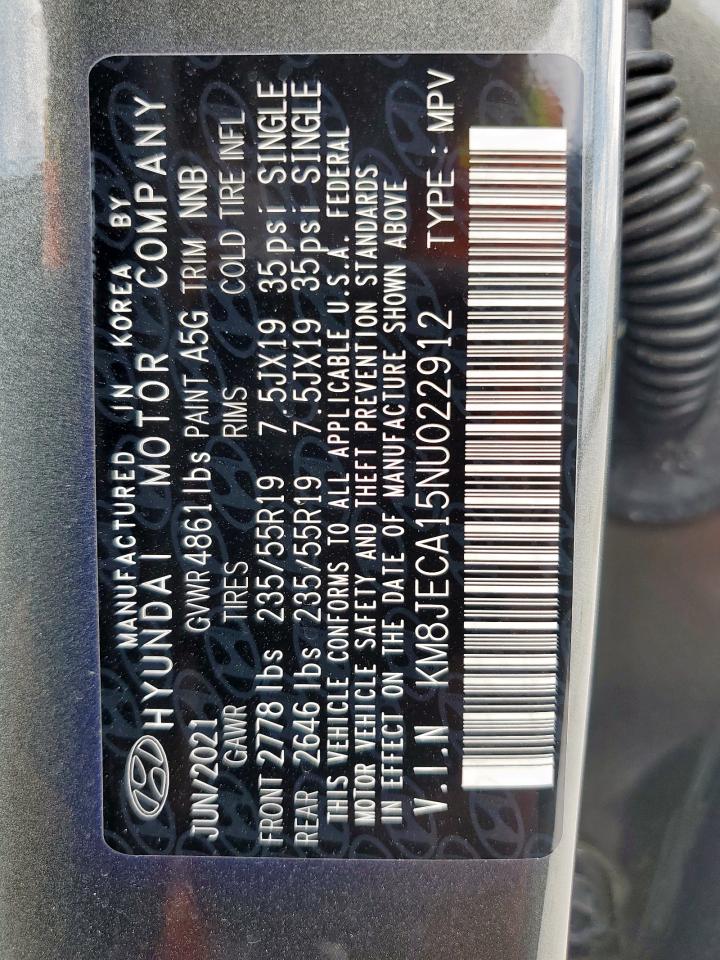 MANUFACTURED IN KOREA BY
HYUNDAI MOTOR COMPANY
JUN/2021 GVWR 4861lbs PAINT A5G TRIM NNB
GAWR TIRES RIMS COLD TIRE INFL
FRONT 2778 lbs 235/55R19 7.5JX19 35psi SINGLE
REAR 2646 lbs 235/55R19 7.5JX19 35psi SINGLE
THIS VEHICLE CONFORMS TO ALL APPLICABLE U.S.A. FEDERAL
MOTOR VEHICLE SAFETY AND THEFT PREVENTION STANDARDS
IN EFFECT ON THE DATE OF MANUFACTURE SHOWN ABOVE
V.I.N KM8JECA15NU022912 TYPE : MPV